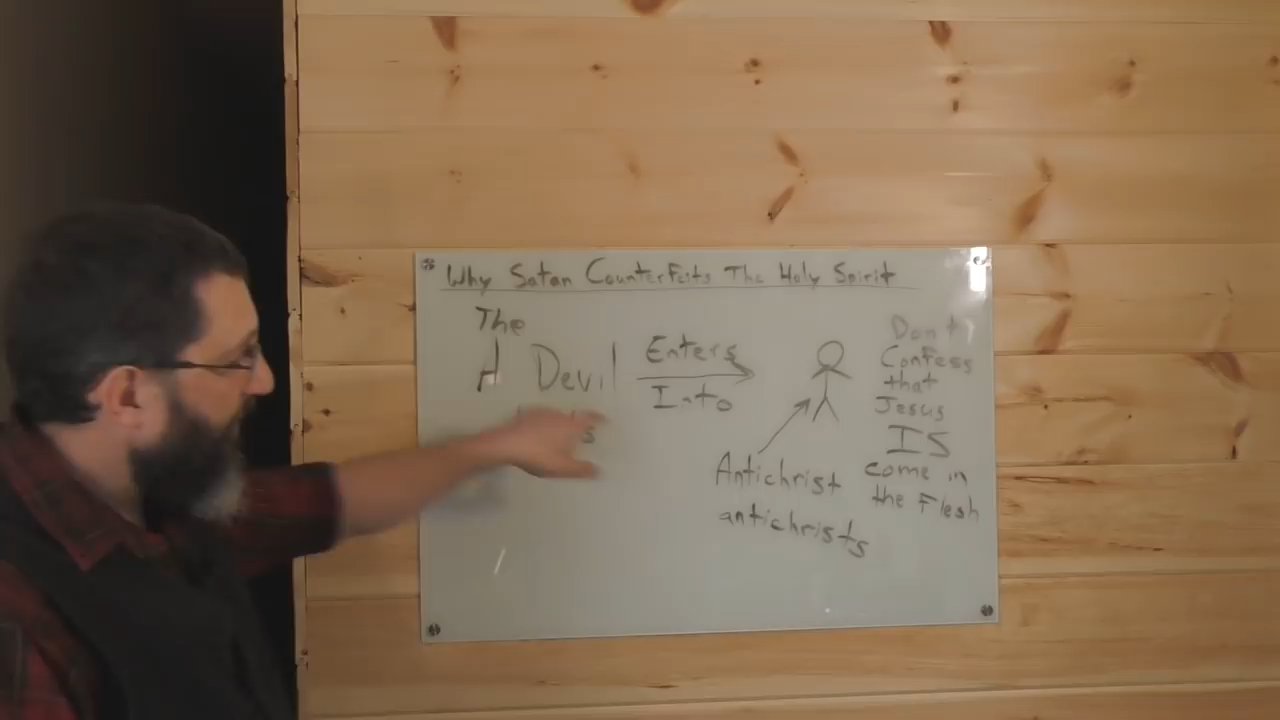 Why Satan Counterfeits The Holy Spirit
The
A Devil
Enters
Into
Antichrist
antichrists
Don't
Confess
that
Jesus
IS
come in
the Flesh